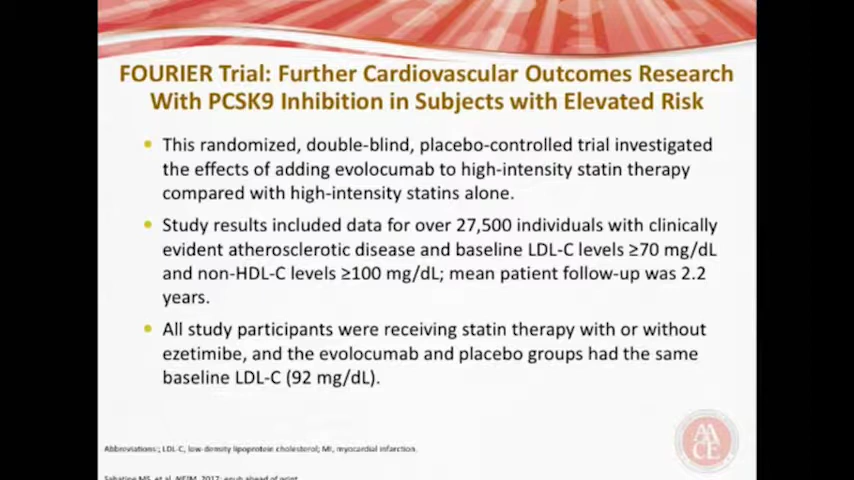 FOURIER Trial: Further Cardiovascular Outcomes Research
With PCSK9 Inhibition in Subjects with Elevated Risk
• This randomized, double-blind, placebo-controlled trial investigated
the effects of adding evolocumab to high-intensity statin therapy
compared with high-intensity statins alone.
• Study results included data for over 27,500 individuals with clinically
evident atherosclerotic disease and baseline LDL-C levels ≥70 mg/dL
and non-HDL-C levels ≥100 mg/dL; mean patient follow-up was 2.2
years.
• All study participants were receiving statin therapy with or without
ezetimibe, and the evolocumab and placebo groups had the same
baseline LDL-C (92 mg/dL).
Abbreviations:, LDL-C, low-density lipoprotein cholesterol; MI, myocardial infarction.
Sabatine MS, et al. NEJM. 2017; epub ahead of print.
AA
CE